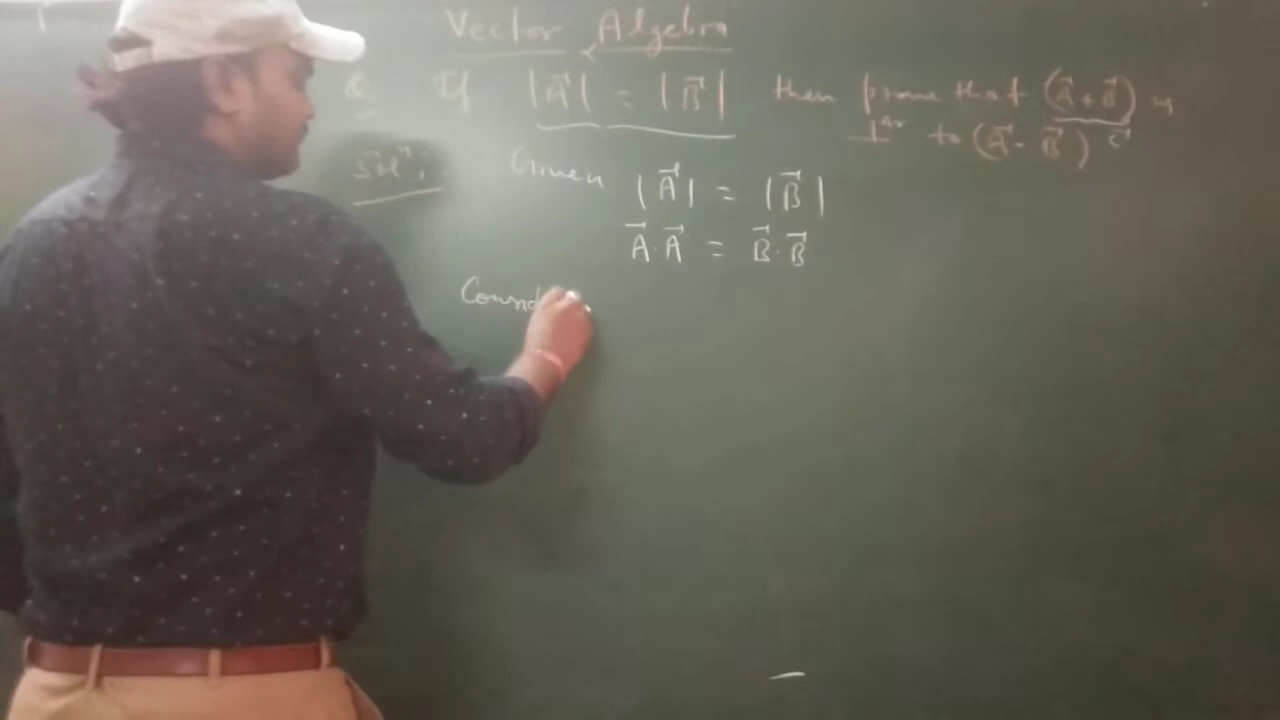 Vector Algebra
Q If |A⃗| = |B⃗| then prove that (A⃗ + B⃗) is
⊥ar to (A⃗ - B⃗)
Solⁿ. Given |A⃗| = |B⃗|
A⃗.A⃗ = B⃗.B⃗